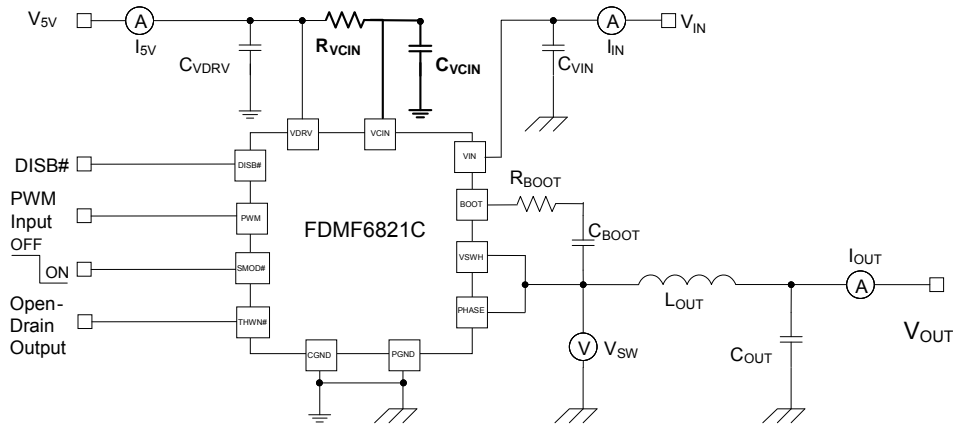 V5V
A
I5V
RVCIN
CVDRV
CVCIN
A
IIN
VIN
CVIN
VDRV
VCIN
DISB#
DISB#
VIN
PWM
Input
PWM
BOOT
RBOOT
FDMF6821C
CBOOT
OFF
ON
SMOD#
VSWH
Open-
Drain
Output
THWN#
PHASE
LOUT
IOUT
A
VOUT
V
VSW
COUT
CGND
PGND